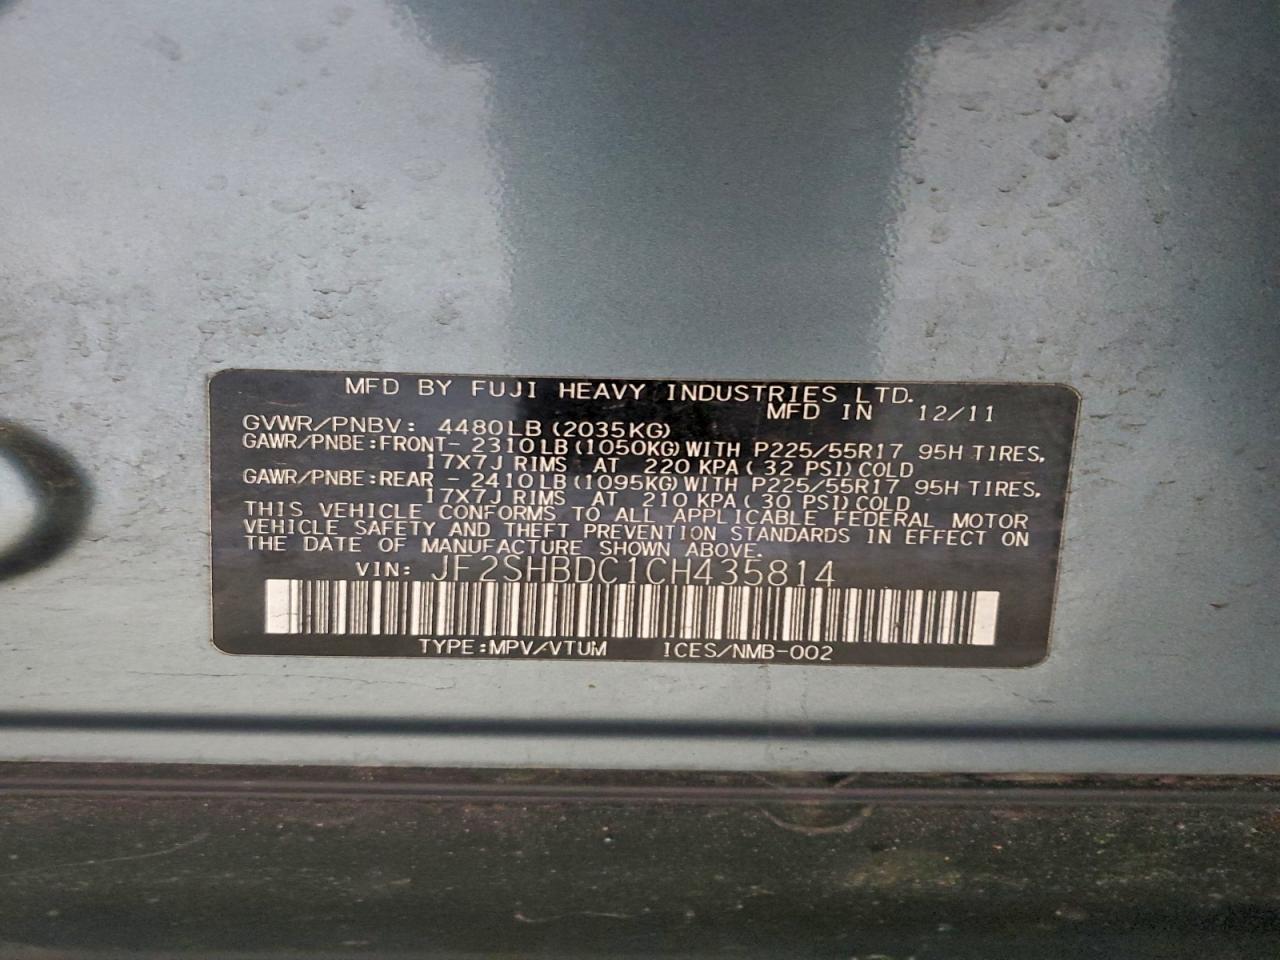 MFD BY FUJI HEAVY INDUSTRIES LTD.
MFD IN 12/11
GVWR/PNBV: 4480LB(2035KG)
GAWR/PNBE:FRONT- 2310LB(1050KG)WITH P225/55R17 95H TIRES,
17X7J RIMS AT 220 KPA( 32 PSI)COLD
GAWR/PNBE:REAR - 2410LB(1095KG)WITH P225/55R17 95H TIRES,
17X7J RIMS AT 210 KPA( 30 PSI)COLD
THIS VEHICLE CONFORMS TO ALL APPLICABLE FEDERAL MOTOR
VEHICLE SAFETY AND THEFT PREVENTION STANDARDS IN EFFECT ON
THE DATE OF MANUFACTURE SHOWN ABOVE.
VIN: JF2SHBDC1CH435814
TYPE:MPV/VTUM ICES/NMB-002